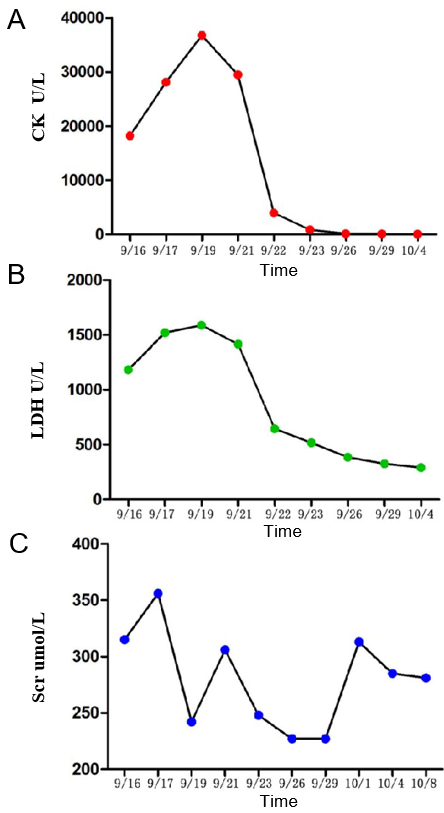 A
CK U/L
40000
30000
20000
10000
0
9/16 9/17 9/19 9/21 9/22 9/23 9/26 9/29 10/4
Time
B
LDH U/L
2000
1500
1000
500
0
9/16 9/17 9/19 9/21 9/22 9/23 9/26 9/29 10/4
Time
C
Scr umol/L
400
350
300
250
200
9/16 9/17 9/19 9/21 9/23 9/26 9/29 10/1 10/4 10/8
Time